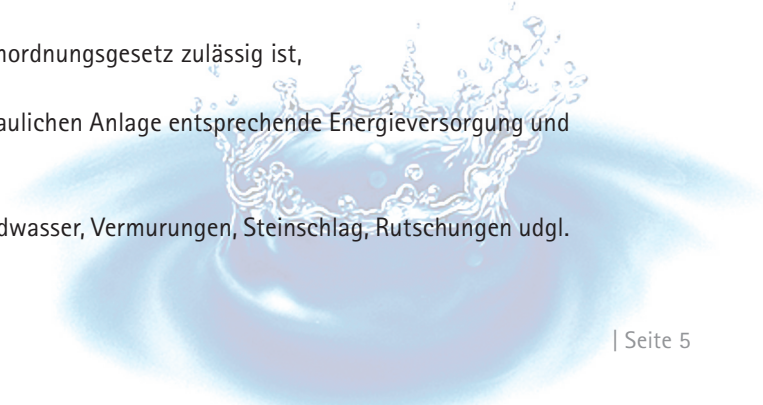 nordnungsgesetz zulässig ist,
aulichen Anlage entsprechende Energieversorgung und
dwasser, Vermurungen, Steinschlag, Rutschungen udgl.
| Seite 5